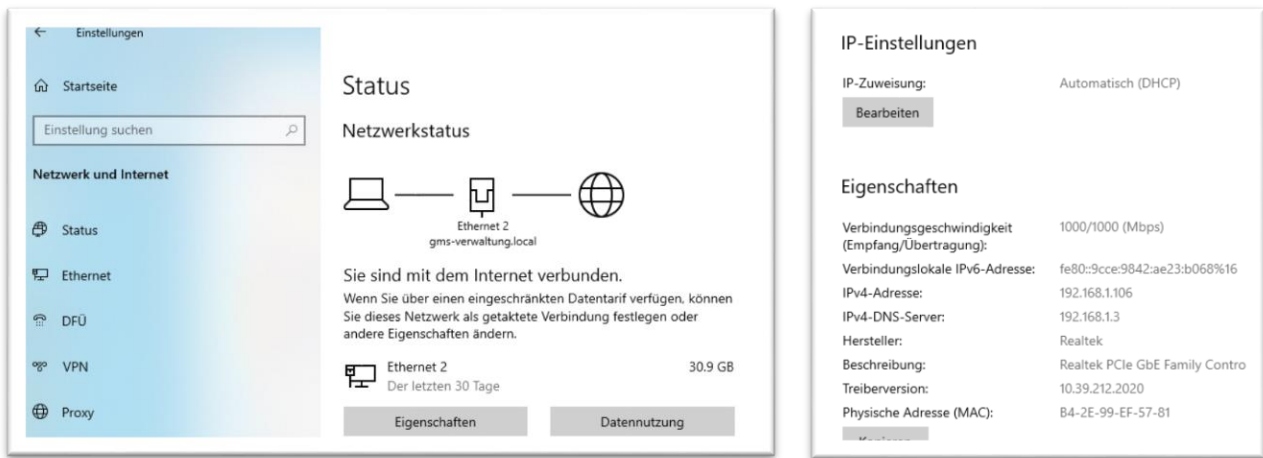 Einstellungen
Startseite
Einstellung suchen
Netzwerk und Internet
Status
Ethernet
DFÜ
VPN
Proxy
Status
Netzwerkstatus
Ethernet 2
gms-verwaltung.local
Sie sind mit dem Internet verbunden.
Wenn Sie über einen eingeschränkten Datentarif verfügen, können
Sie dieses Netzwerk als getaktete Verbindung festlegen oder
andere Eigenschaften ändern.
Ethernet 2 30.9 GB
Der letzten 30 Tage
Eigenschaften Datennutzung
IP-Einstellungen
IP-Zuweisung: Automatisch (DHCP)
Bearbeiten
Eigenschaften
Verbindungsgeschwindigkeit 1000/1000 (Mbps)
(Empfang/Übertragung):
Verbindungslokale IPv6-Adresse: fe80::9cce:9842:ae23:b068%16
IPv4-Adresse: 192.168.1.106
IPv4-DNS-Server: 192.168.1.3
Hersteller: Realtek
Beschreibung: Realtek PCIe GbE Family Contro
Treiberversion: 10.39.212.2020
Physische Adresse (MAC): B4-2E-99-EF-57-81